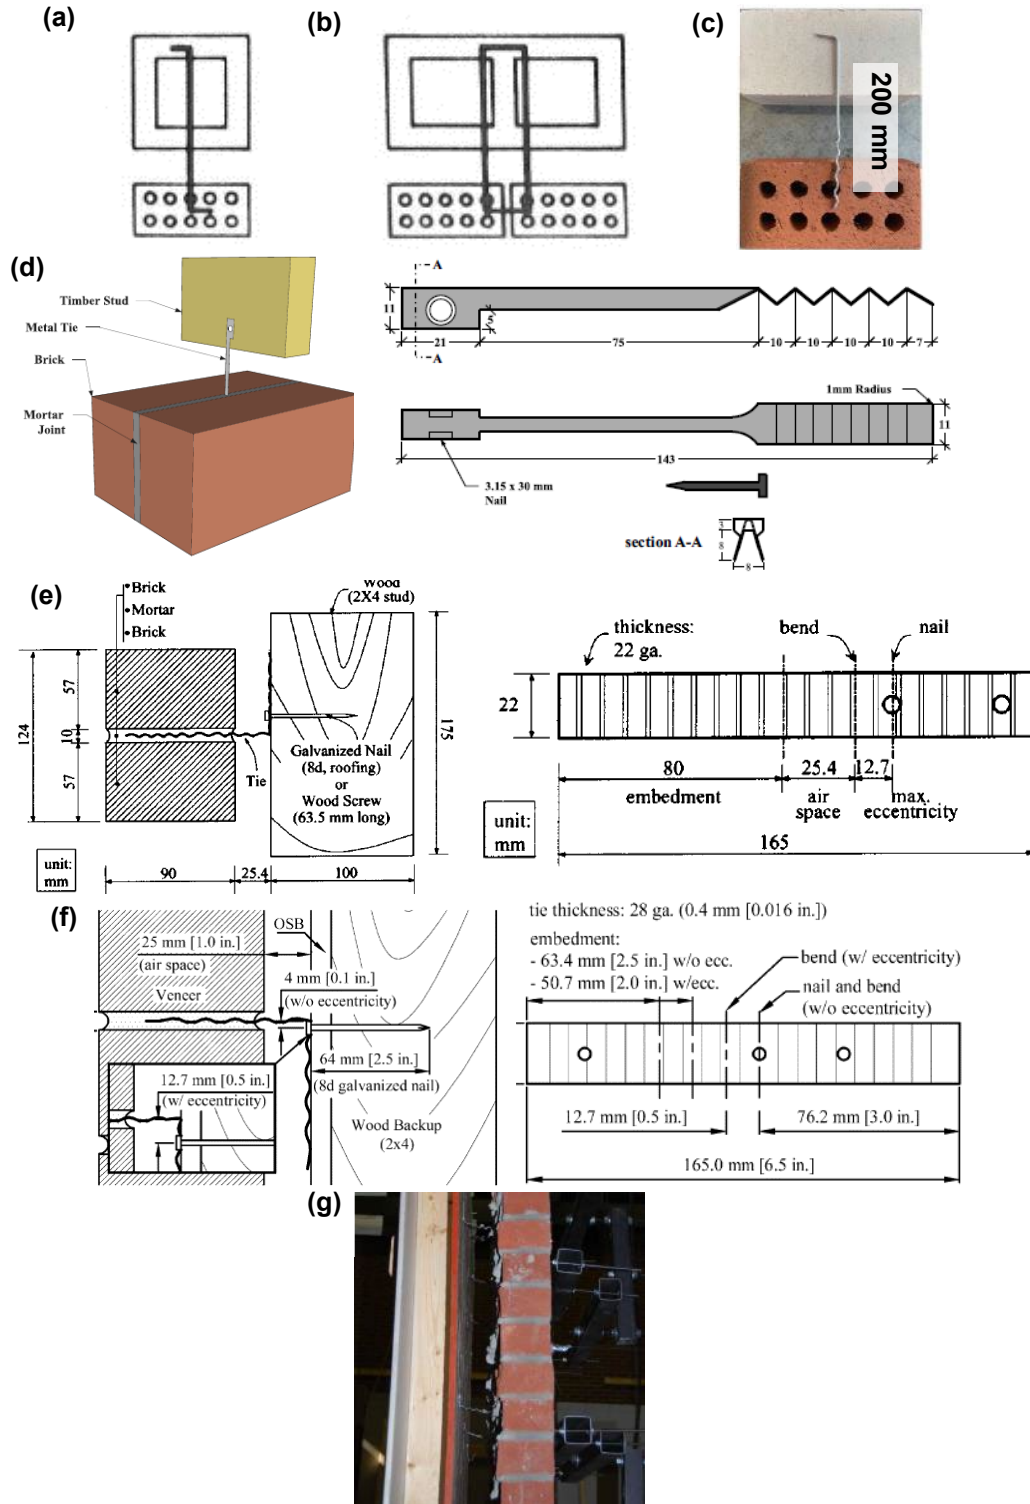 (a)
(b)
(c)
200 mm
(d)
Timber Stud
Metal Tie
Brick
Mortar
Joint
A
A
11
5
21
75
10
10
10
10
7
1mm Radius
11
143
3.15 x 30 mm
Nail
section A-A
3
8
8
(e)
Brick
Mortar
Brick
Wood
(2X4 stud)
124
57
10
57
175
Tie
Galvanized Nail
(8d, roofing)
or
Wood Screw
(63.5 mm long)
unit:
mm
90
25.4
100
thickness:
22 ga.
bend
nail
22
80
25.4
12.7
embedment
air
space
max.
eccentricity
unit:
mm
165
(f)
OSB
25 mm [1.0 in.]
(air space)
Veneer
4 mm [0.1 in.]
(w/o eccentricity)
64 mm [2.5 in.]
(8d galvanized nail)
12.7 mm [0.5 in.]
(w/ eccentricity)
Wood Backup
(2x4)
tie thickness: 28 ga. (0.4 mm [0.016 in.])
embedment:
- 63.4 mm [2.5 in.] w/o ecc.
- 50.7 mm [2.0 in.] w/ecc.
bend (w/ eccentricity)
nail and bend
(w/o eccentricity)
12.7 mm [0.5 in.]
76.2 mm [3.0 in.]
165.0 mm [6.5 in.]
(g)